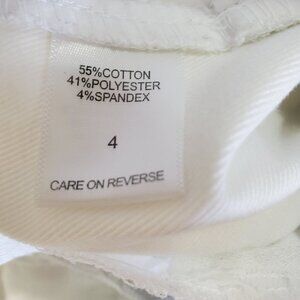 55%COTTON
41%POLYESTER
4%SPANDEX
4
CARE ON REVERSE